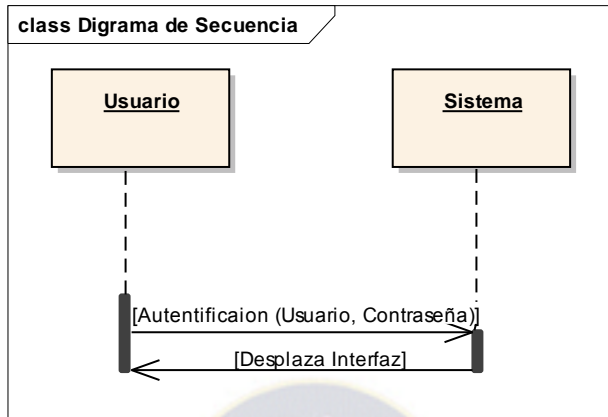 class Digrama de Secuencia
Usuario
Sistema
[Autentificaion (Usuario, Contraseña)]
[Desplaza Interfaz]